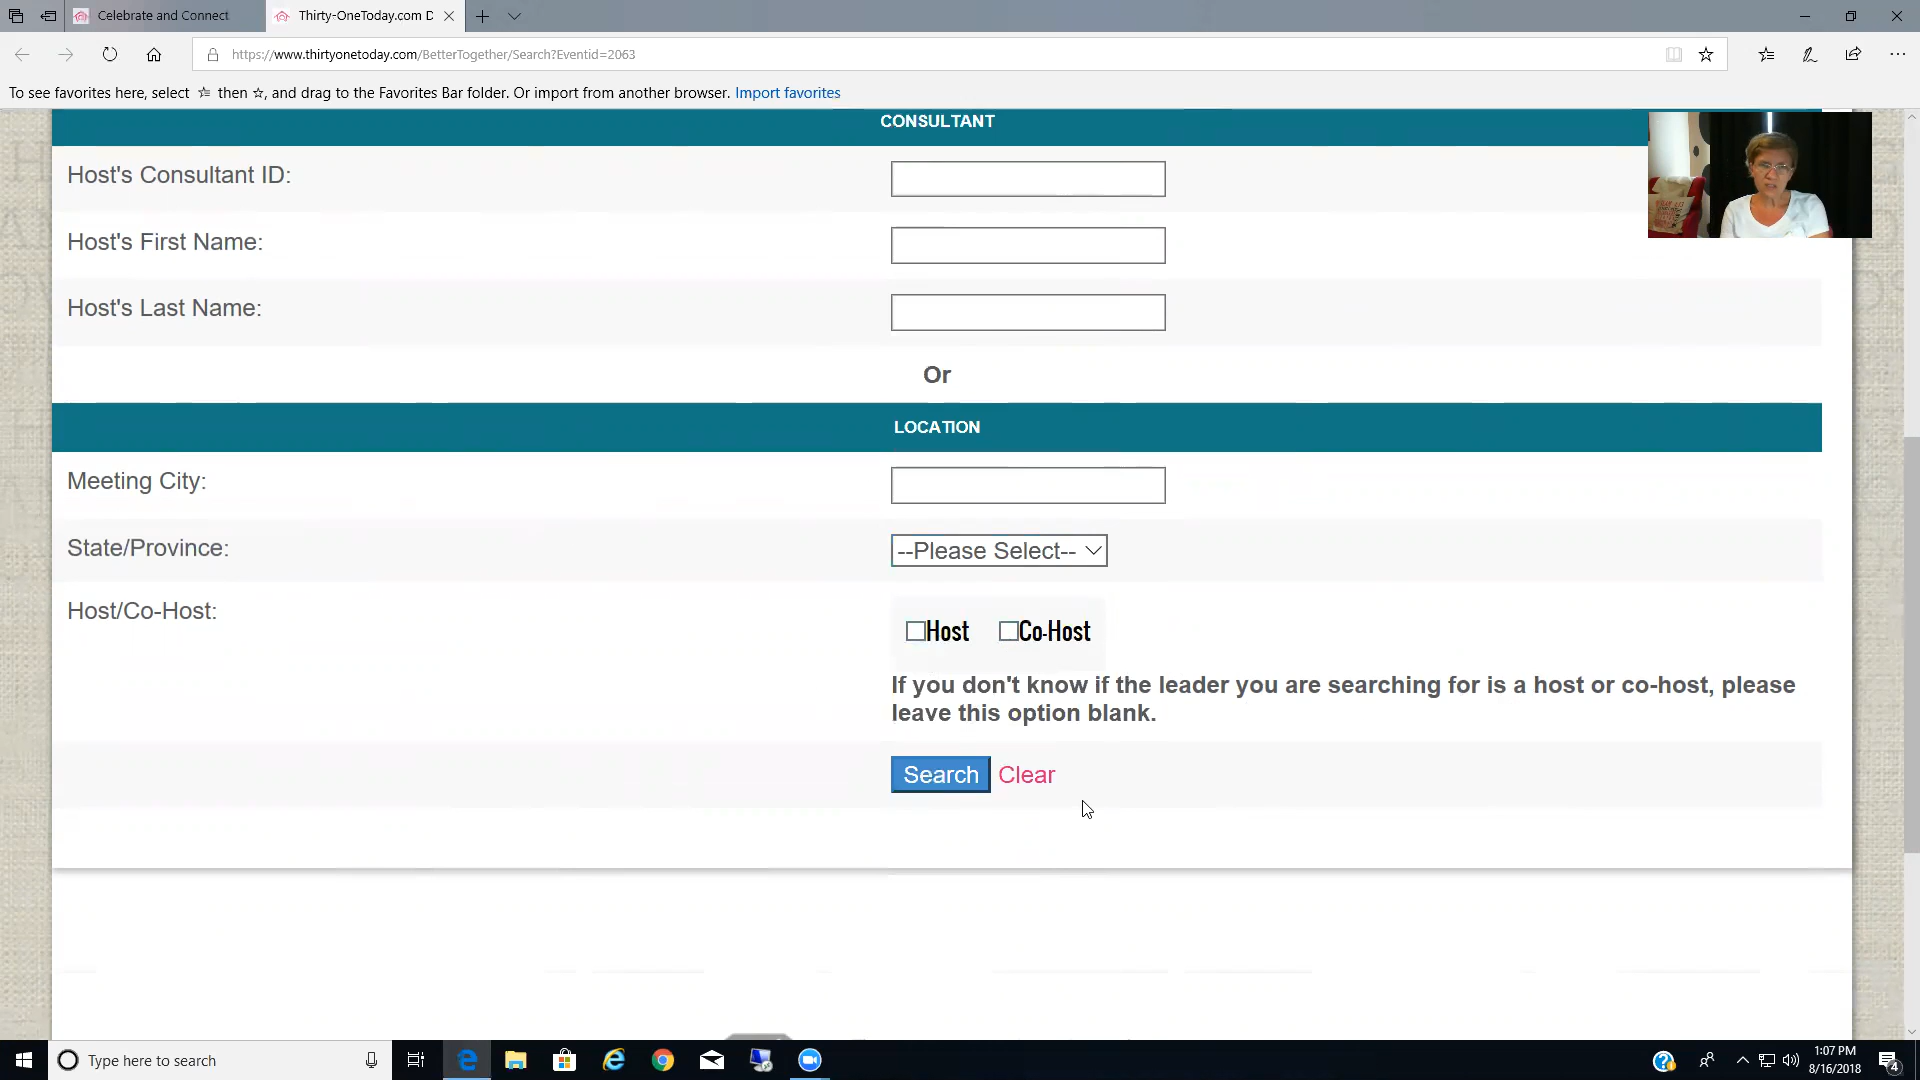 Celebrate and Connect
Thirty-OneToday.com D
https://www.thirtyonetoday.com/BetterTogether/Search?Eventid=2063
To see favorites here, select then , and drag to the Favorites Bar folder. Or import from another browser. Import favorites
CONSULTANT
Host's Consultant ID:
Host's First Name:
Host's Last Name:
Or
LOCATION
Meeting City:
State/Province:
--Please Select--
Host/Co-Host:
Host Co-Host
If you don't know if the leader you are searching for is a host or co-host, please
leave this option blank.
Search Clear
Type here to search
1:07 PM
8/16/2018
4